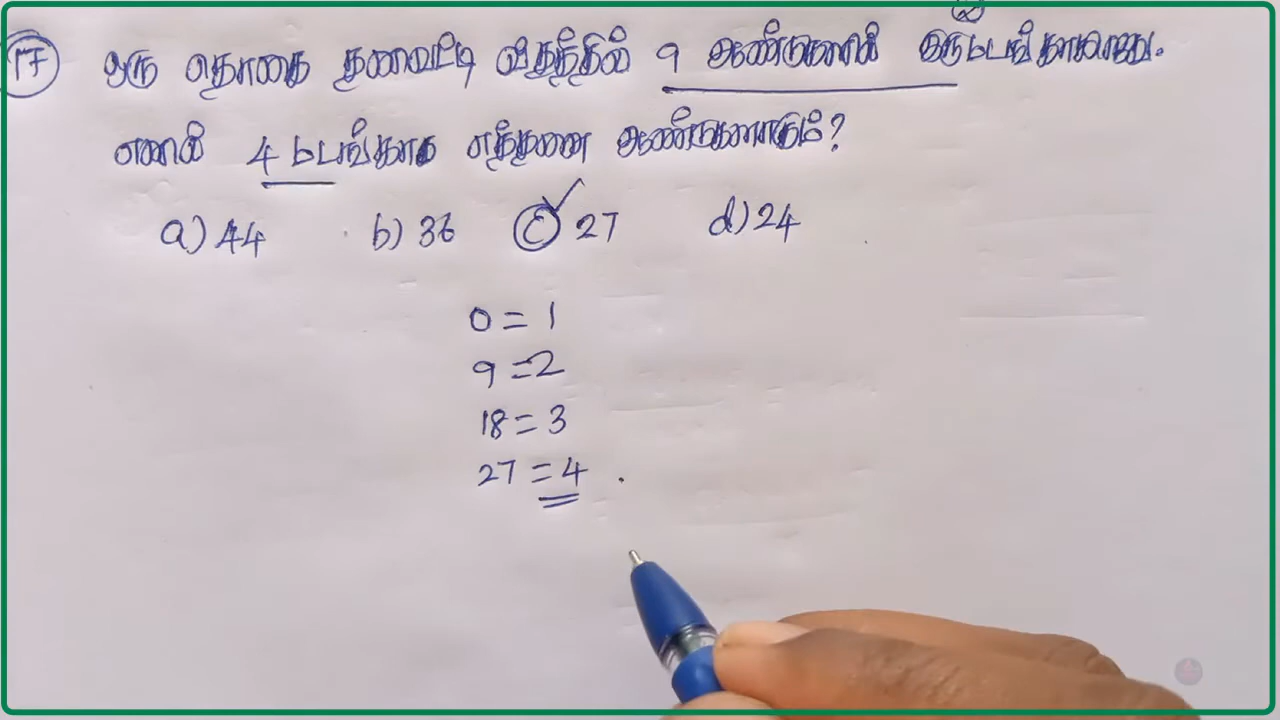 17 ஒரு தொகை தனிவட்டி வீதத்தில் 9 ஆண்டுகளில் இருமடங்காகிறது.
எனில் 4 மடங்காக எத்தனை ஆண்டுகளாகும்?
a) 44 b) 36 c) 27 d) 24
0 = 1
9 = 2
18 = 3
27 = 4